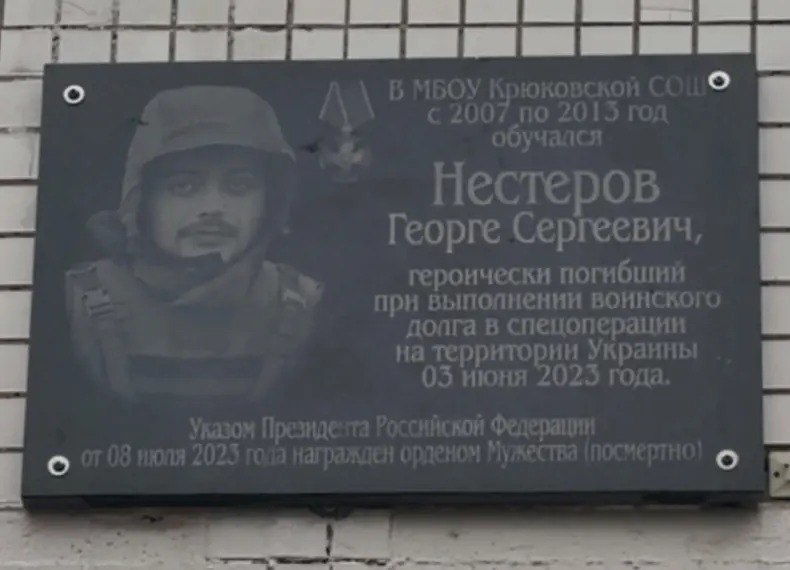 В МБОУ Крюковской СОШ
с 2007 по 2013 год
обучался
Нестеров
Георге Сергеевич,
героически погибший
при выполнении воинского
долга в спецоперации
на территории Украины
03 июня 2023 года.
Указом Президента Российской Федерации
от 08 июля 2023 года награжден орденом Мужества (посмертно)